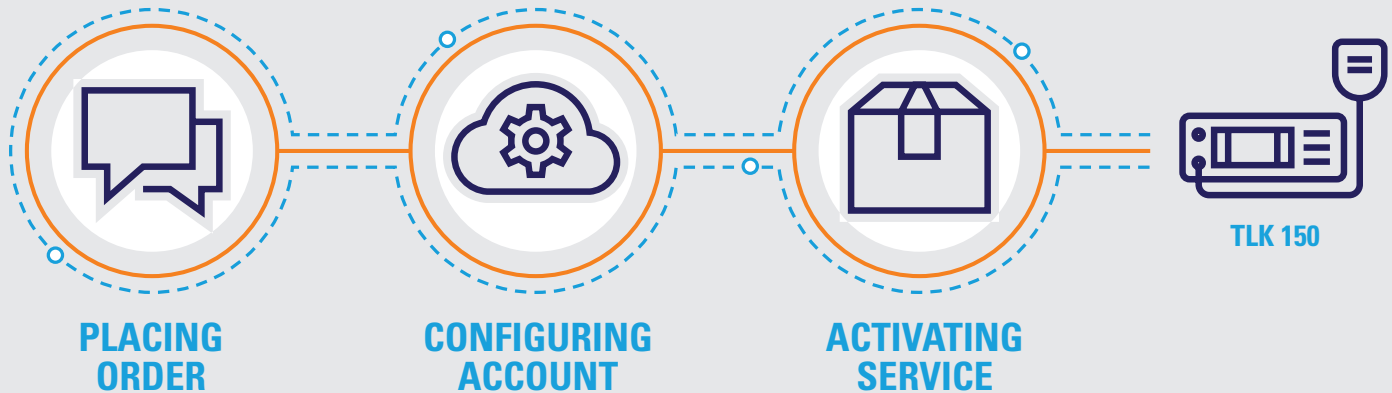 TLK 150
PLACING
ORDER
CONFIGURING
ACCOUNT
ACTIVATING
SERVICE